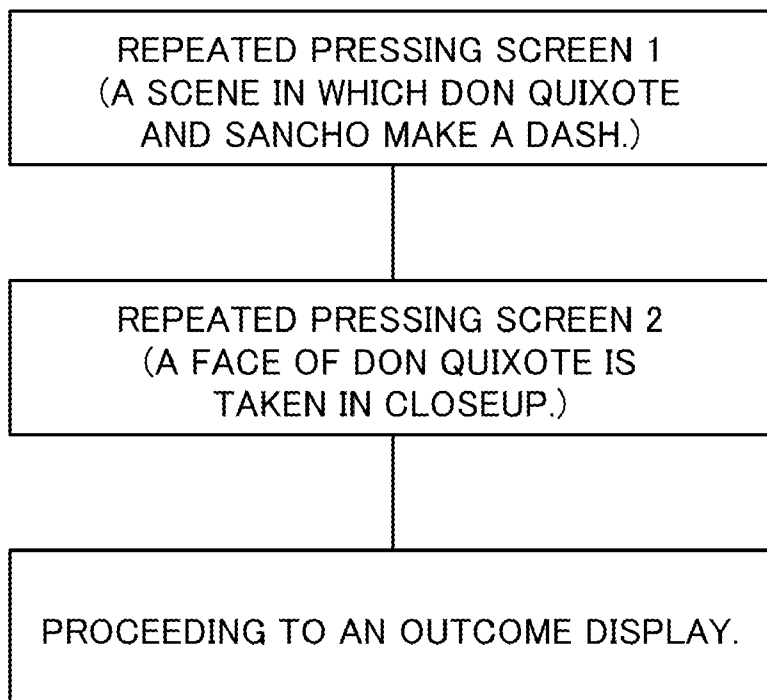 REPEATED PRESSING SCREEN 1
(A SCENE IN WHICH DON QUIXOTE
AND SANCHO MAKE A DASH.)
REPEATED PRESSING SCREEN 2
(A FACE OF DON QUIXOTE IS
TAKEN IN CLOSEUP.)
PROCEEDING TO AN OUTCOME DISPLAY.